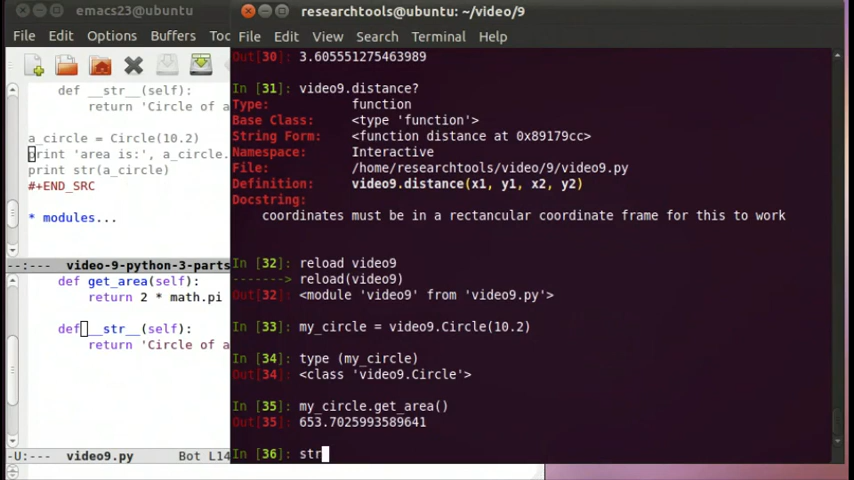 emacs23@ubuntu
File Edit Options Buffers Too
def __str__(self):
return 'Circle of a
a_circle = Circle(10.2)
print 'area is:', a_circle.
print str(a_circle)
#+END_SRC
* modules...
--:--- video-9-python-3-parts
def get_area(self):
return 2 * math.pi
def __str__(self):
return 'Circle of a
-U:--- video9.py Bot L14
researchtools@ubuntu: ~/video/9
File Edit View Search Terminal Help
Out[30]: 3.605551275463989
In [31]: video9.distance?
Type: function
Base Class: <type 'function'>
String Form: <function distance at 0x89179cc>
Namespace: Interactive
File: /home/researchtools/video/9/video9.py
Definition: video9.distance(x1, y1, x2, y2)
Docstring:
coordinates must be in a rectancular coordinate frame for this to work
In [32]: reload video9
-------> reload(video9)
Out[32]: <module 'video9' from 'video9.py'>
In [33]: my_circle = video9.Circle(10.2)
In [34]: type (my_circle)
Out[34]: <class 'video9.Circle'>
In [35]: my_circle.get_area()
Out[35]: 653.7025993589641
In [36]: str